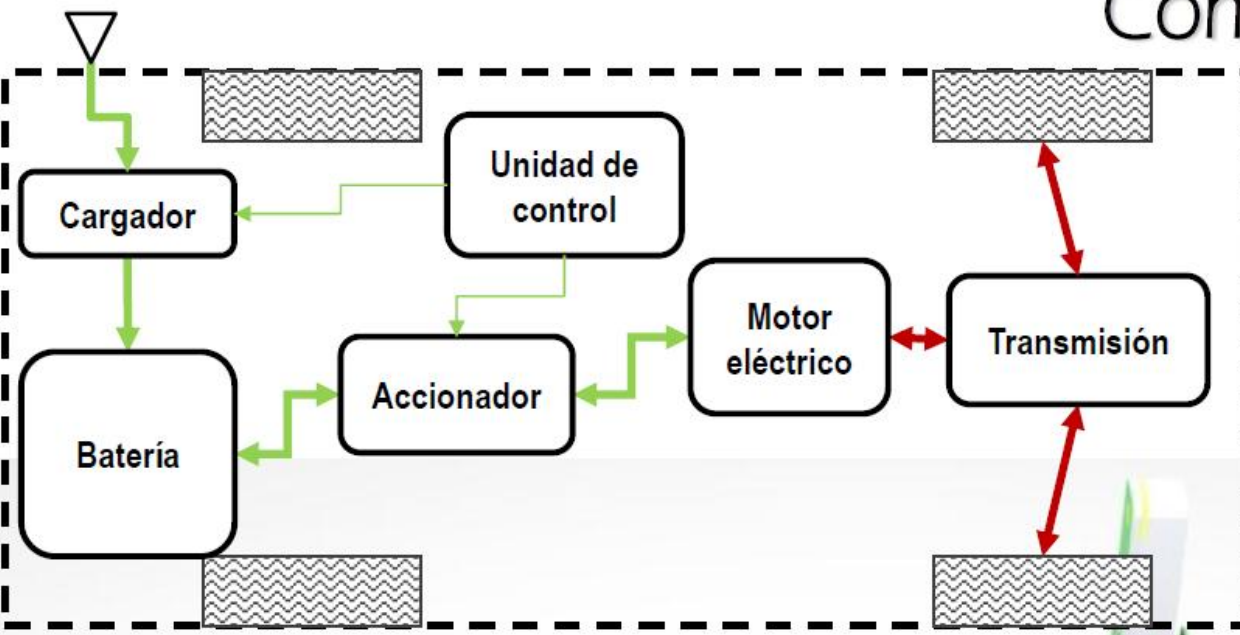 Con
Unidad de
control
Cargador
Motor
eléctrico
Transmisión
Accionador
Batería